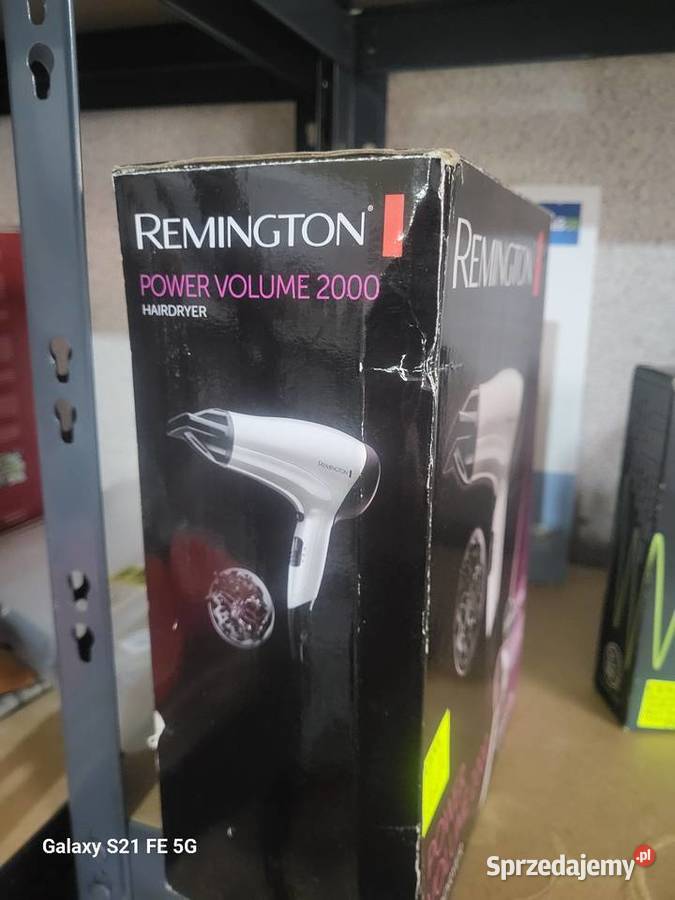 REMINGTON®
POWER VOLUME 2000
HAIRDRYER
REMINGTON
REMINGTON
Galaxy S21 FE 5G
Sprzedajemy.pl